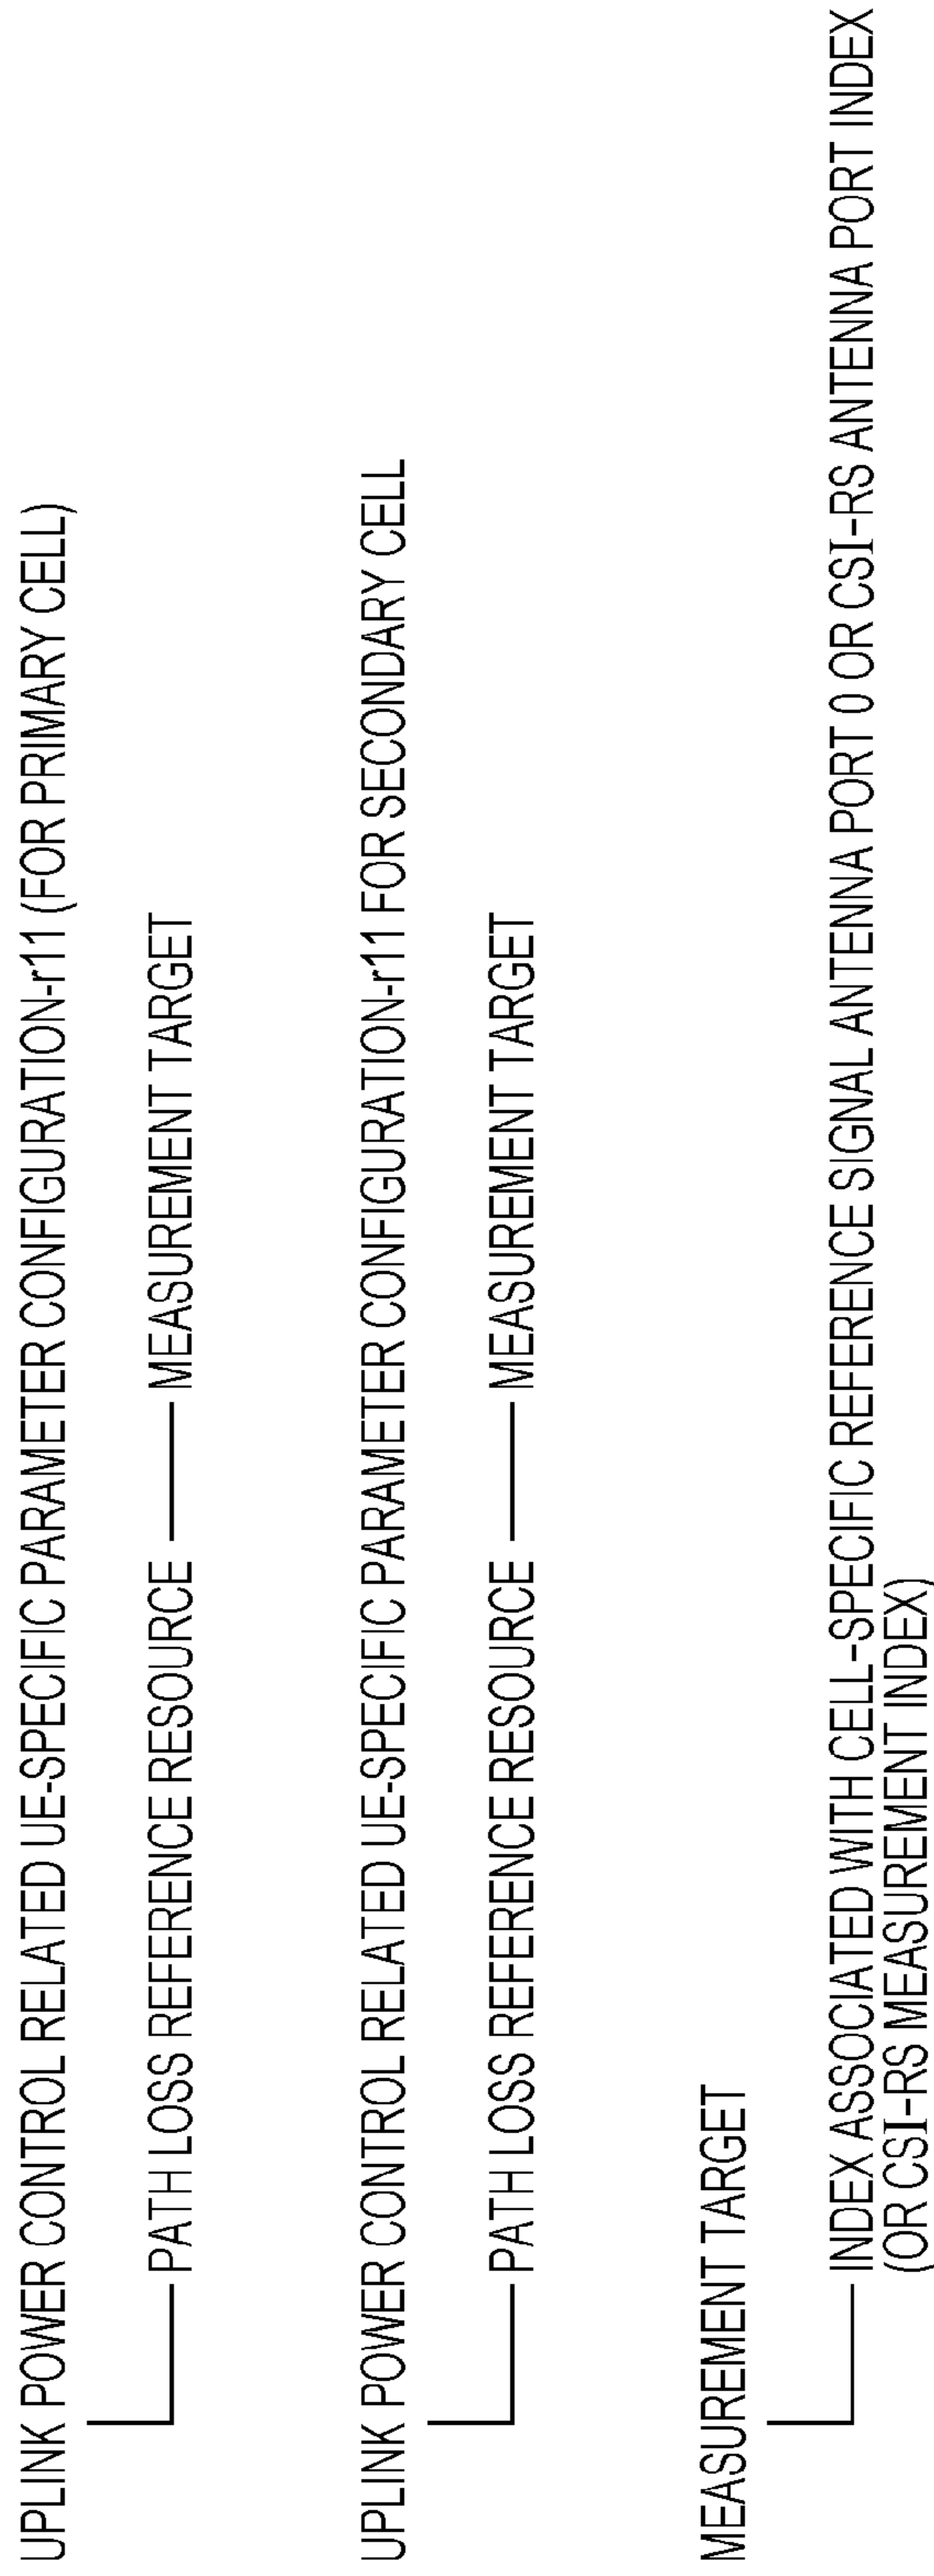 UPLINK POWER CONTROL RELATED UE-SPECIFIC PARAMETER CONFIGURATION-r11 (FOR PRIMARY CELL)
PATH LOSS REFERENCE RESOURCE MEASUREMENT TARGET
UPLINK POWER CONTROL RELATED UE-SPECIFIC PARAMETER CONFIGURATION-r11 FOR SECONDARY CELL
PATH LOSS REFERENCE RESOURCE MEASUREMENT TARGET
MEASUREMENT TARGET
INDEX ASSOCIATED WITH CELL-SPECIFIC REFERENCE SIGNAL ANTENNA PORT 0 OR CSI-RS ANTENNA PORT INDEX
(OR CSI-RS MEASUREMENT INDEX)